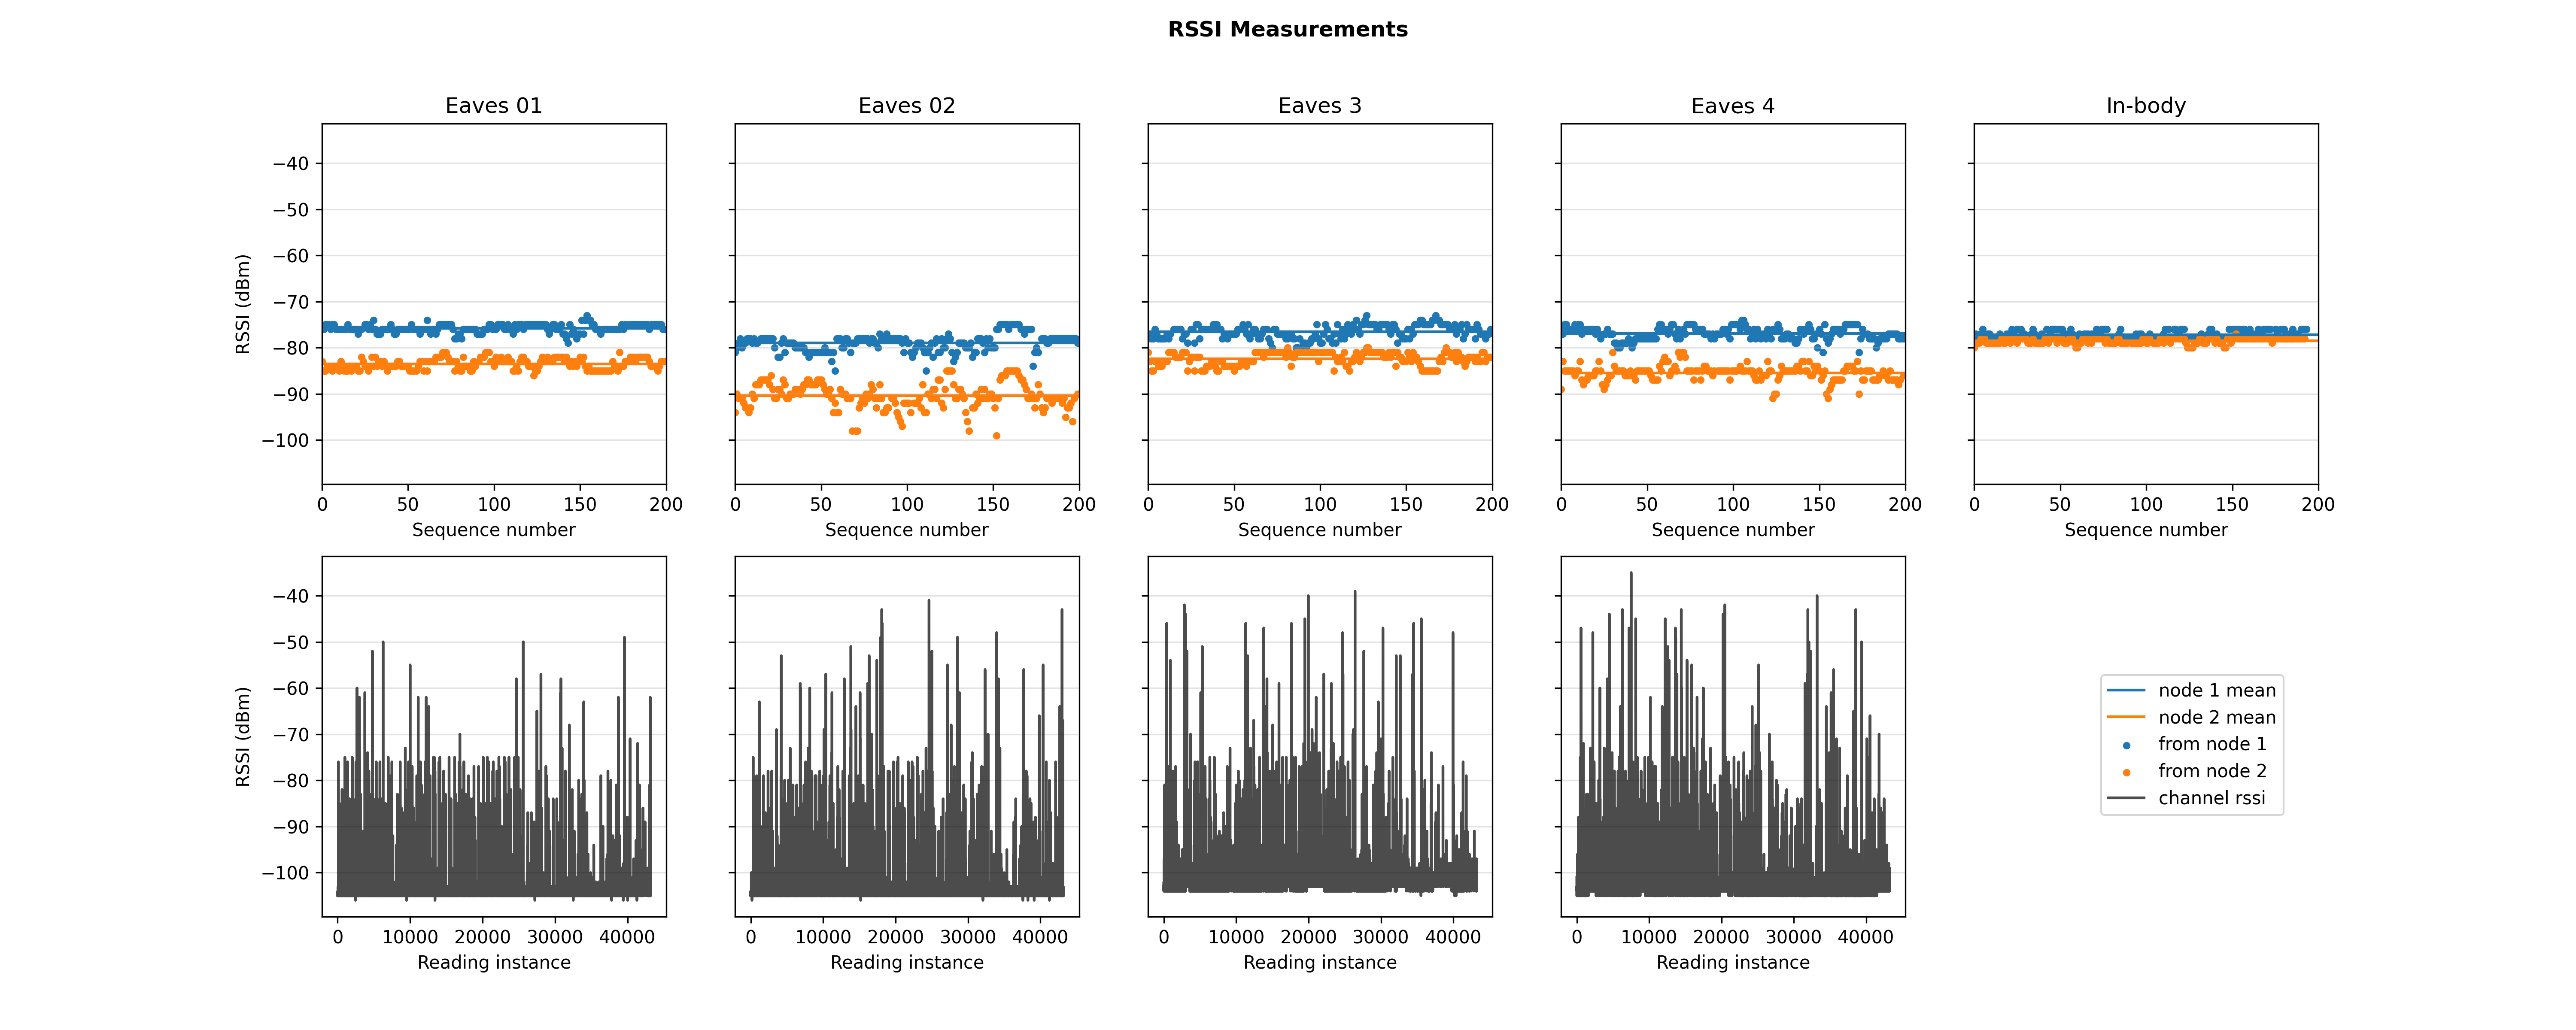 RSSI Measurements
Eaves 01
Eaves 02
Eaves 3
Eaves 4
In-body
RSSI (dBm)
−40
−50
−60
−70
−80
−90
−100
0 50 100 150 200
0 50 100 150 200
0 50 100 150 200
0 50 100 150 200
0 50 100 150 200
Sequence number
Sequence number
Sequence number
Sequence number
Sequence number
RSSI (dBm)
−40
−50
−60
−70
−80
−90
−100
0 10000 20000 30000 40000
0 10000 20000 30000 40000
0 10000 20000 30000 40000
0 10000 20000 30000 40000
Reading instance
Reading instance
Reading instance
Reading instance
node 1 mean
node 2 mean
from node 1
from node 2
channel rssi